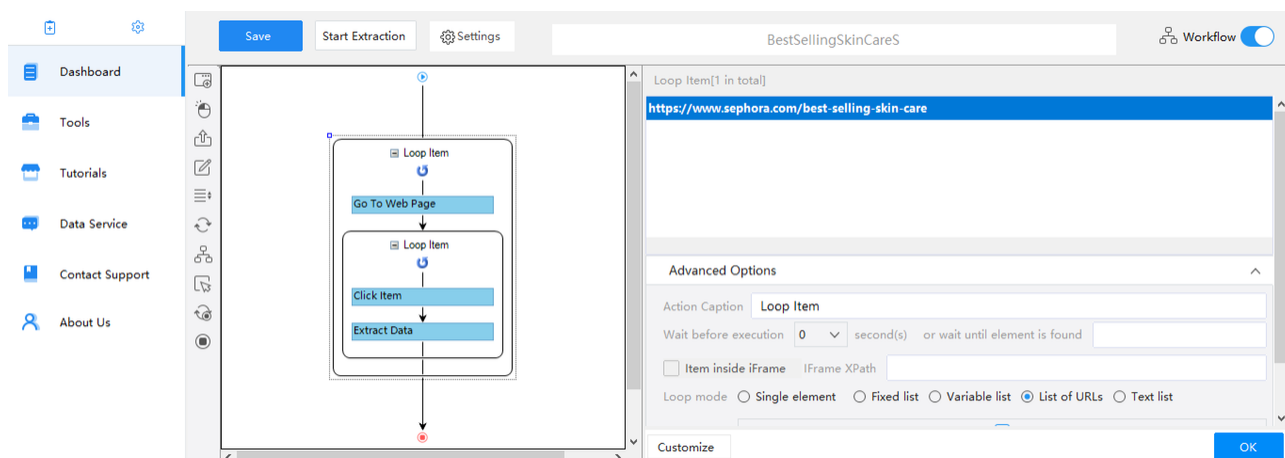 Save
Start Extraction
Settings
BestSellingSkinCareS
Workflow
Dashboard
Tools
Tutorials
Data Service
Contact Support
About Us
Loop Item
Go To Web Page
Loop Item
Click Item
Extract Data
Loop Item[1 in total]
https://www.sephora.com/best-selling-skin-care
Advanced Options
Action Caption Loop Item
Wait before execution 0 second(s) or wait until element is found
Item inside iFrame IFrame XPath
Loop mode Single element Fixed list Variable list List of URLs Text list
Customize
OK